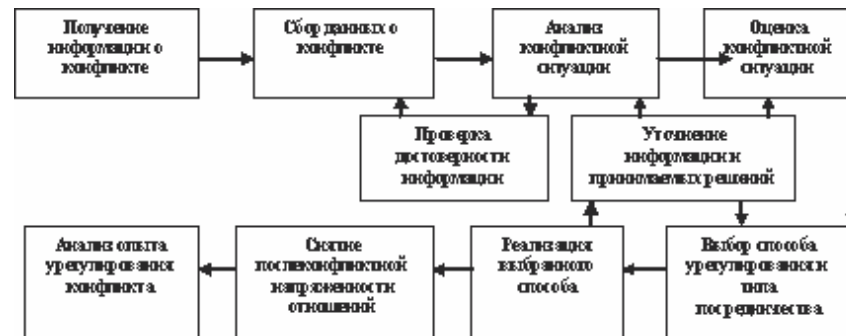 Получение
информации о
конфликте
Сбор данных о
конфликте
Анализ
конфликтной
ситуации
Оценка
конфликтной
ситуации
Проверка
достоверности
информации
Уточнение
информации и
принимаемых решений
Анализ опыта
урегулирования
конфликта
Снятие
послеконфликтной
напряженности
отношений
Реализация
выбранного
способа
Выбор способа
урегулирования и
типа
посредничества